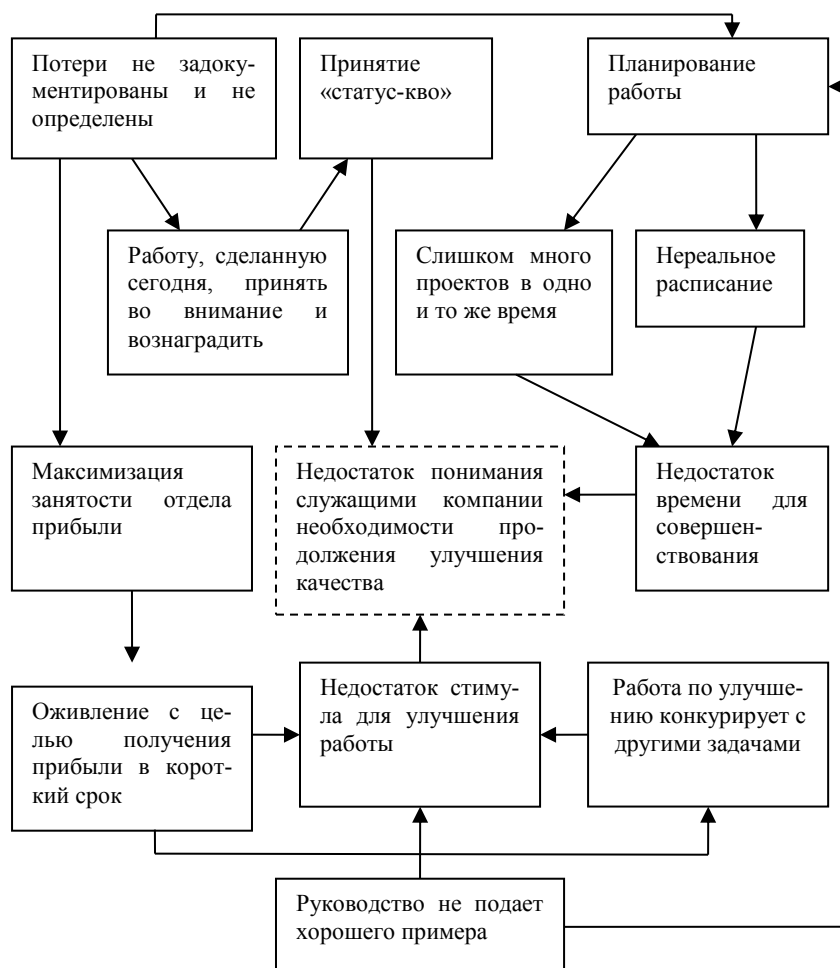 Потери не задоку-
ментированы и не
определены
Принятие
«статус-кво»
Планирование
работы
Работу, сделанную
сегодня, принять
во внимание и
вознаградить
Слишком много
проектов в одно
и то же время
Нереальное
расписание
Максимизация
занятости отдела
прибыли
Недостаток понимания
служащими компании
необходимости про-
должения улучшения
качества
Недостаток
времени для
совершен-
ствования
Оживление с це-
лью получения
прибыли в корот-
кий срок
Недостаток стиму-
ла для улучшения
работы
Работа по улучше-
нию конкурирует с
другими задачами
Руководство не подает
хорошего примера